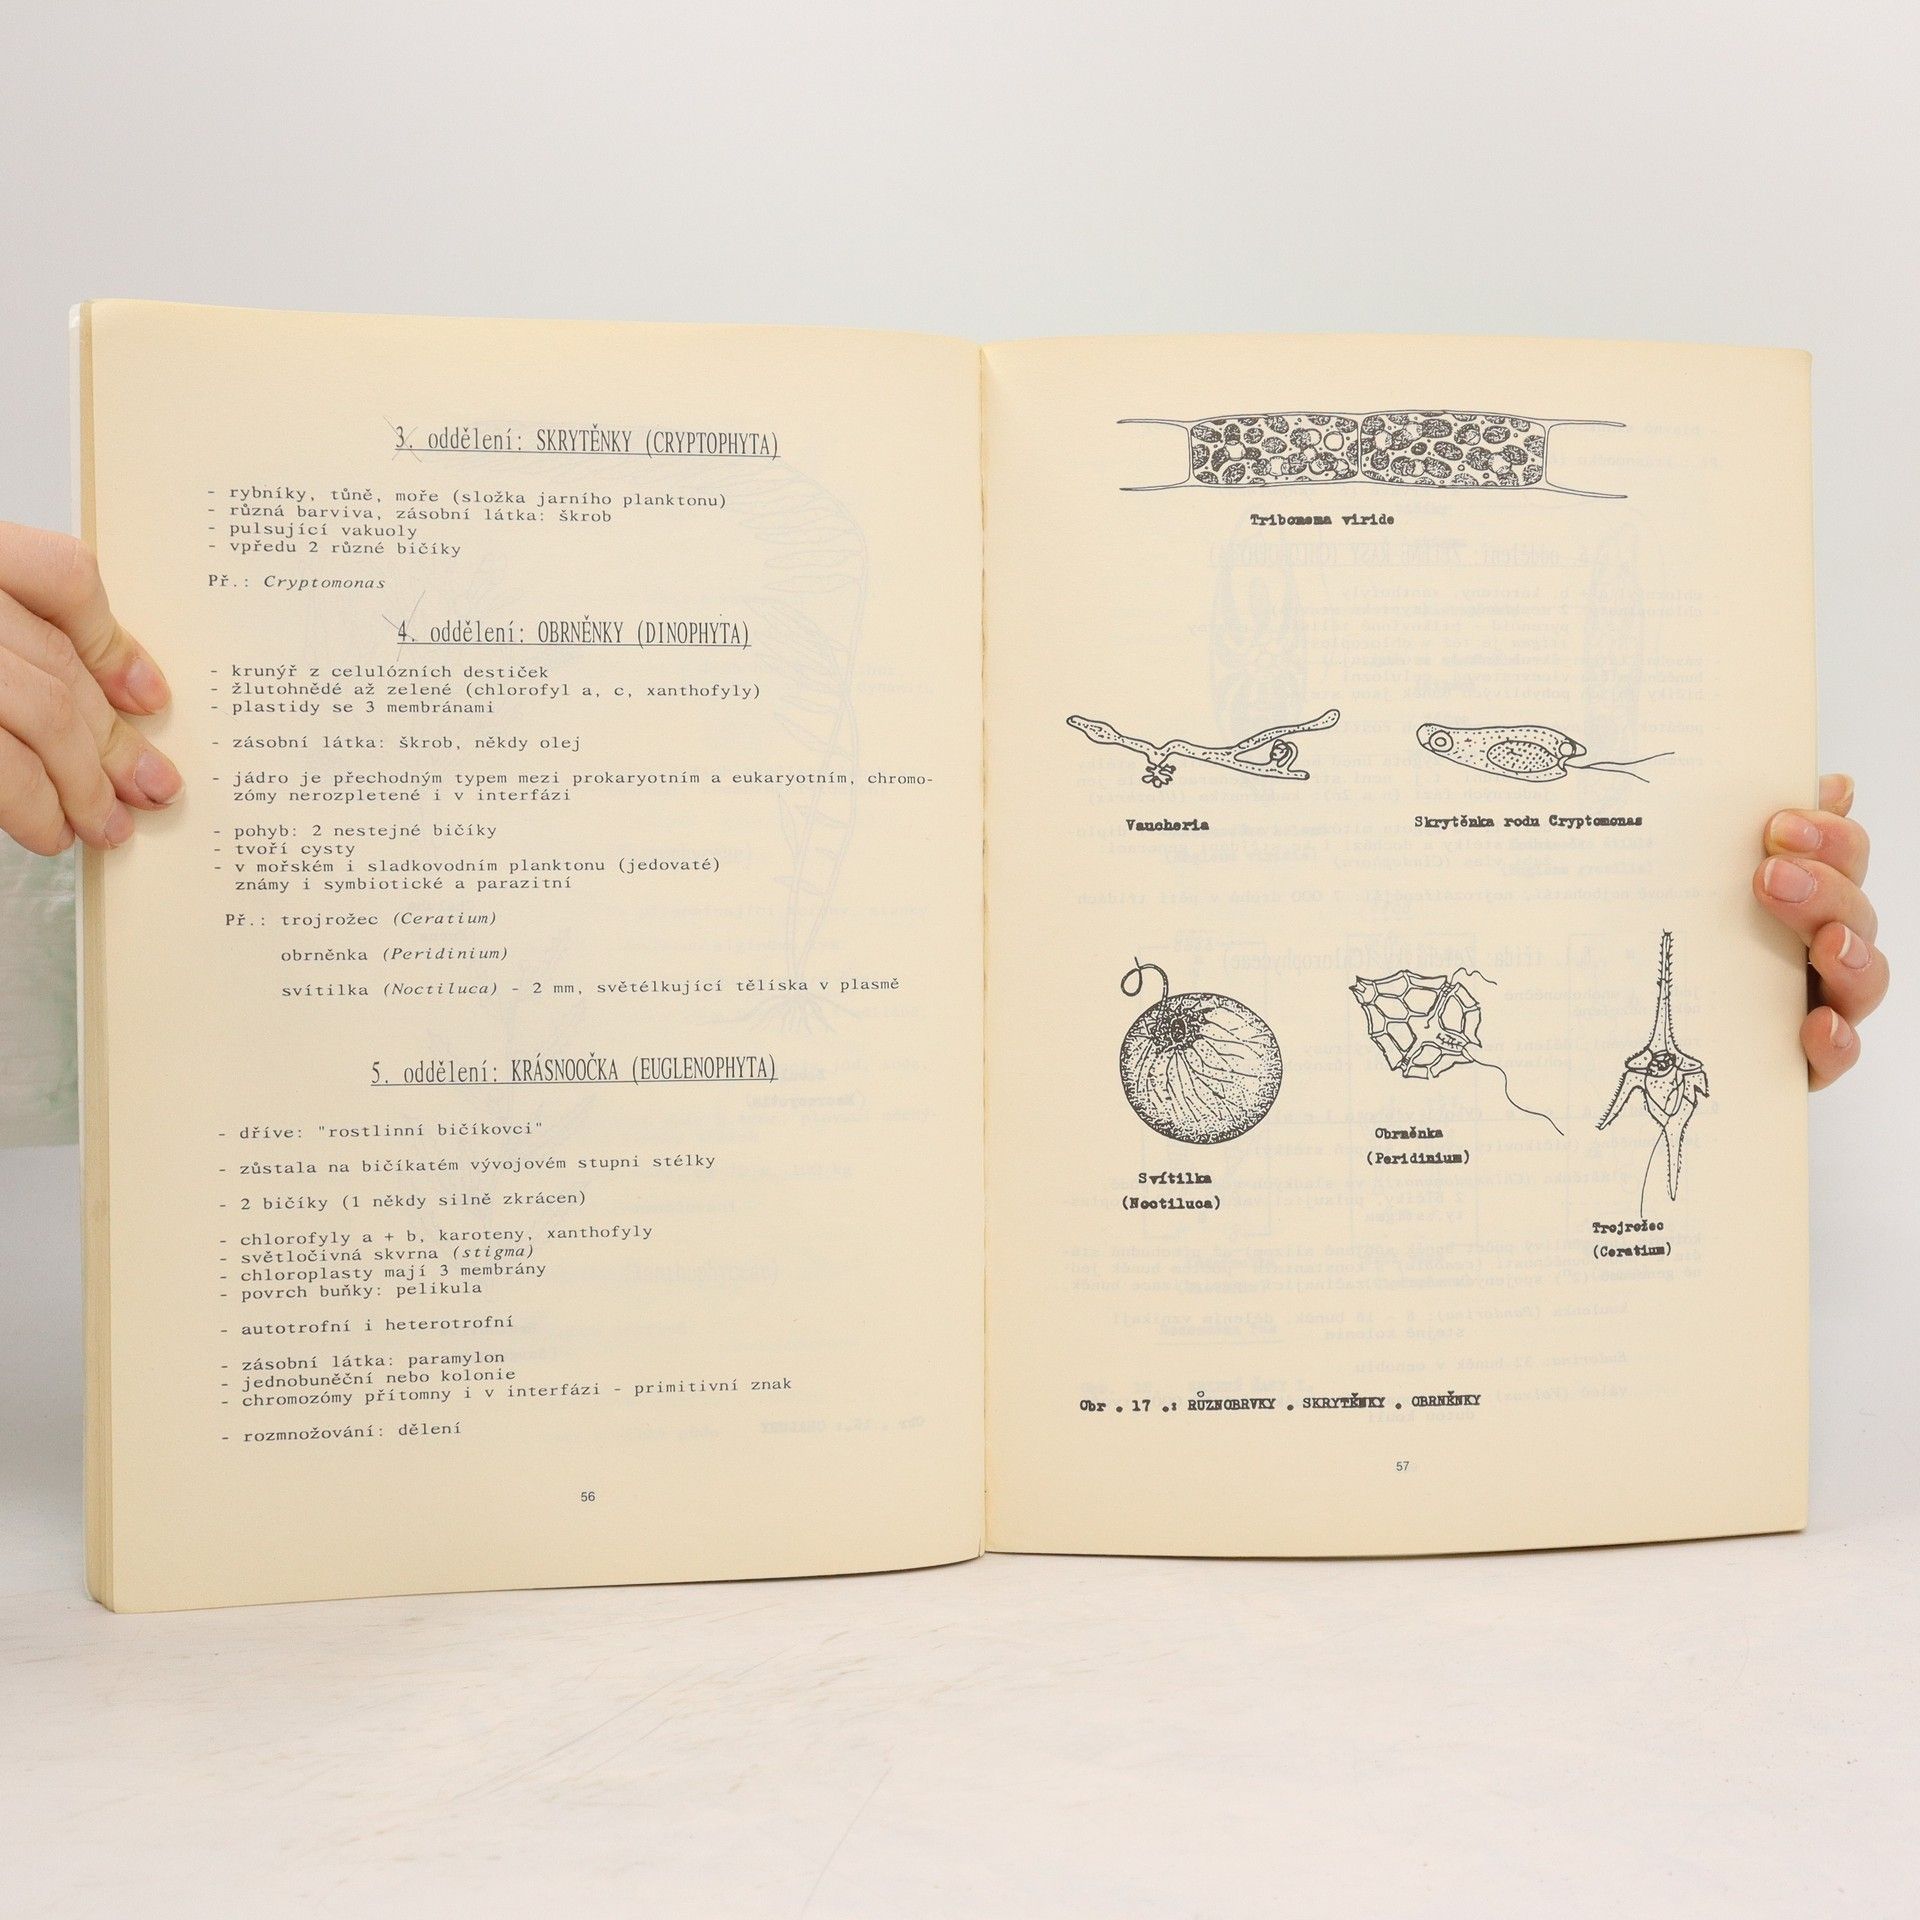 3. oddělení: SKRYTĚNKY (CRYPTOPHYTA)
- rybníky, tůně, moře (složka jarního planktonu)
- různá barviva, zásobní látka: škrob
- pulsující vakuoly
- vpředu 2 různé bičíky
Př.: Cryptomonas
4. oddělení: OBRNĚNKY (DINOPHYTA)
- krunýř z celulózních destiček
- žlutohnědé až zelené (chlorofyl a, c, xanthofyly)
- plastidy se 3 membránami
- zásobní látka: škrob, někdy olej
- jádro je přechodným typem mezi prokaryotním a eukaryotním, chromo-
zómy nerozpletené i v interfázi
- pohyb: 2 nestejné bičíky
- tvoří cysty
- v mořském i sladkovodním planktonu (jedovaté)
známy i symbiotické a parazitní
Př.: trojrožec (Ceratium)
obrněnka (Peridinium)
svítilka (Noctiluca) - 2 mm, světélkující tělíska v plasmě
5. oddělení: KRÁSNOOČKA (EUGLENOPHYTA)
- dříve: "rostlinní bičíkovci"
- zůstala na bičíkatém vývojovém stupni stélky
- 2 bičíky (1 někdy silně zkrácen)
- chlorofyly a + b, karoteny, xanthofyly
- světločivná skvrna (stigma)
- chloroplasty mají 3 membrány
- povrch buňky: pelikula
- autotrofní i heterotrofní
- zásobní látka: paramylon
- jednobuněční nebo kolonie
- chromozómy přítomny i v interfázi - primitivní znak
- rozmnožování: dělení
56
Tribonema viride
Vaucheria
Skrytěnka rodu Cryptomonas
Svítilka
(Noctiluca)
Obrněnka
(Peridinium)
Trojrožec
(Ceratium)
Obr . 17 .: RŮZNOBRVKY . SKRYTĚNKY . OBRNĚNKY
57